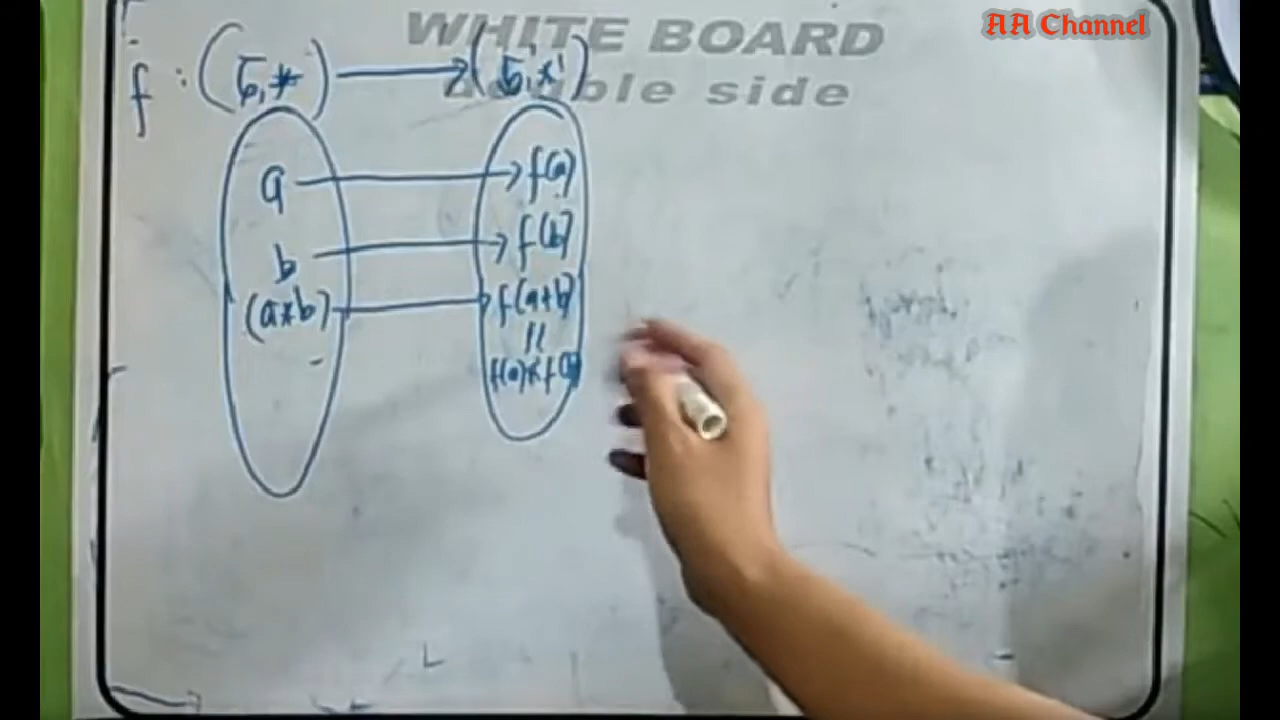 AA Channel
WHITE BOARD
double side
f : (G, *) → (G', *')
a → f(a)
b → f(b)
(a*b) → f(a*b)
=
f(a)*'f(b)